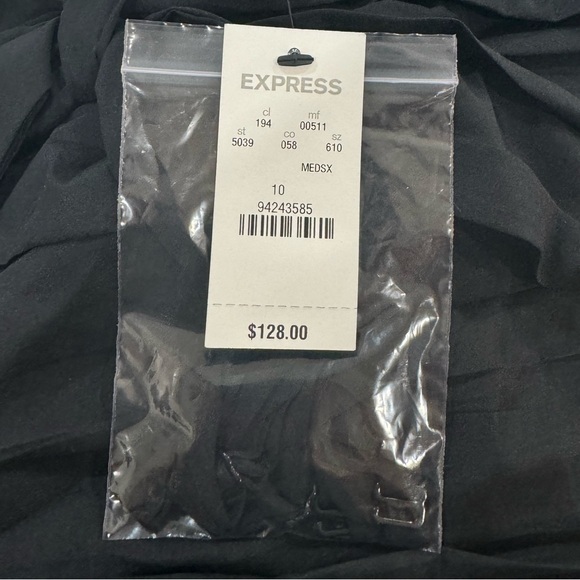 EXPRESS
cl mf
194 00511
st co sz
5039 058 610
MEDSX
10
94243585
$128.00